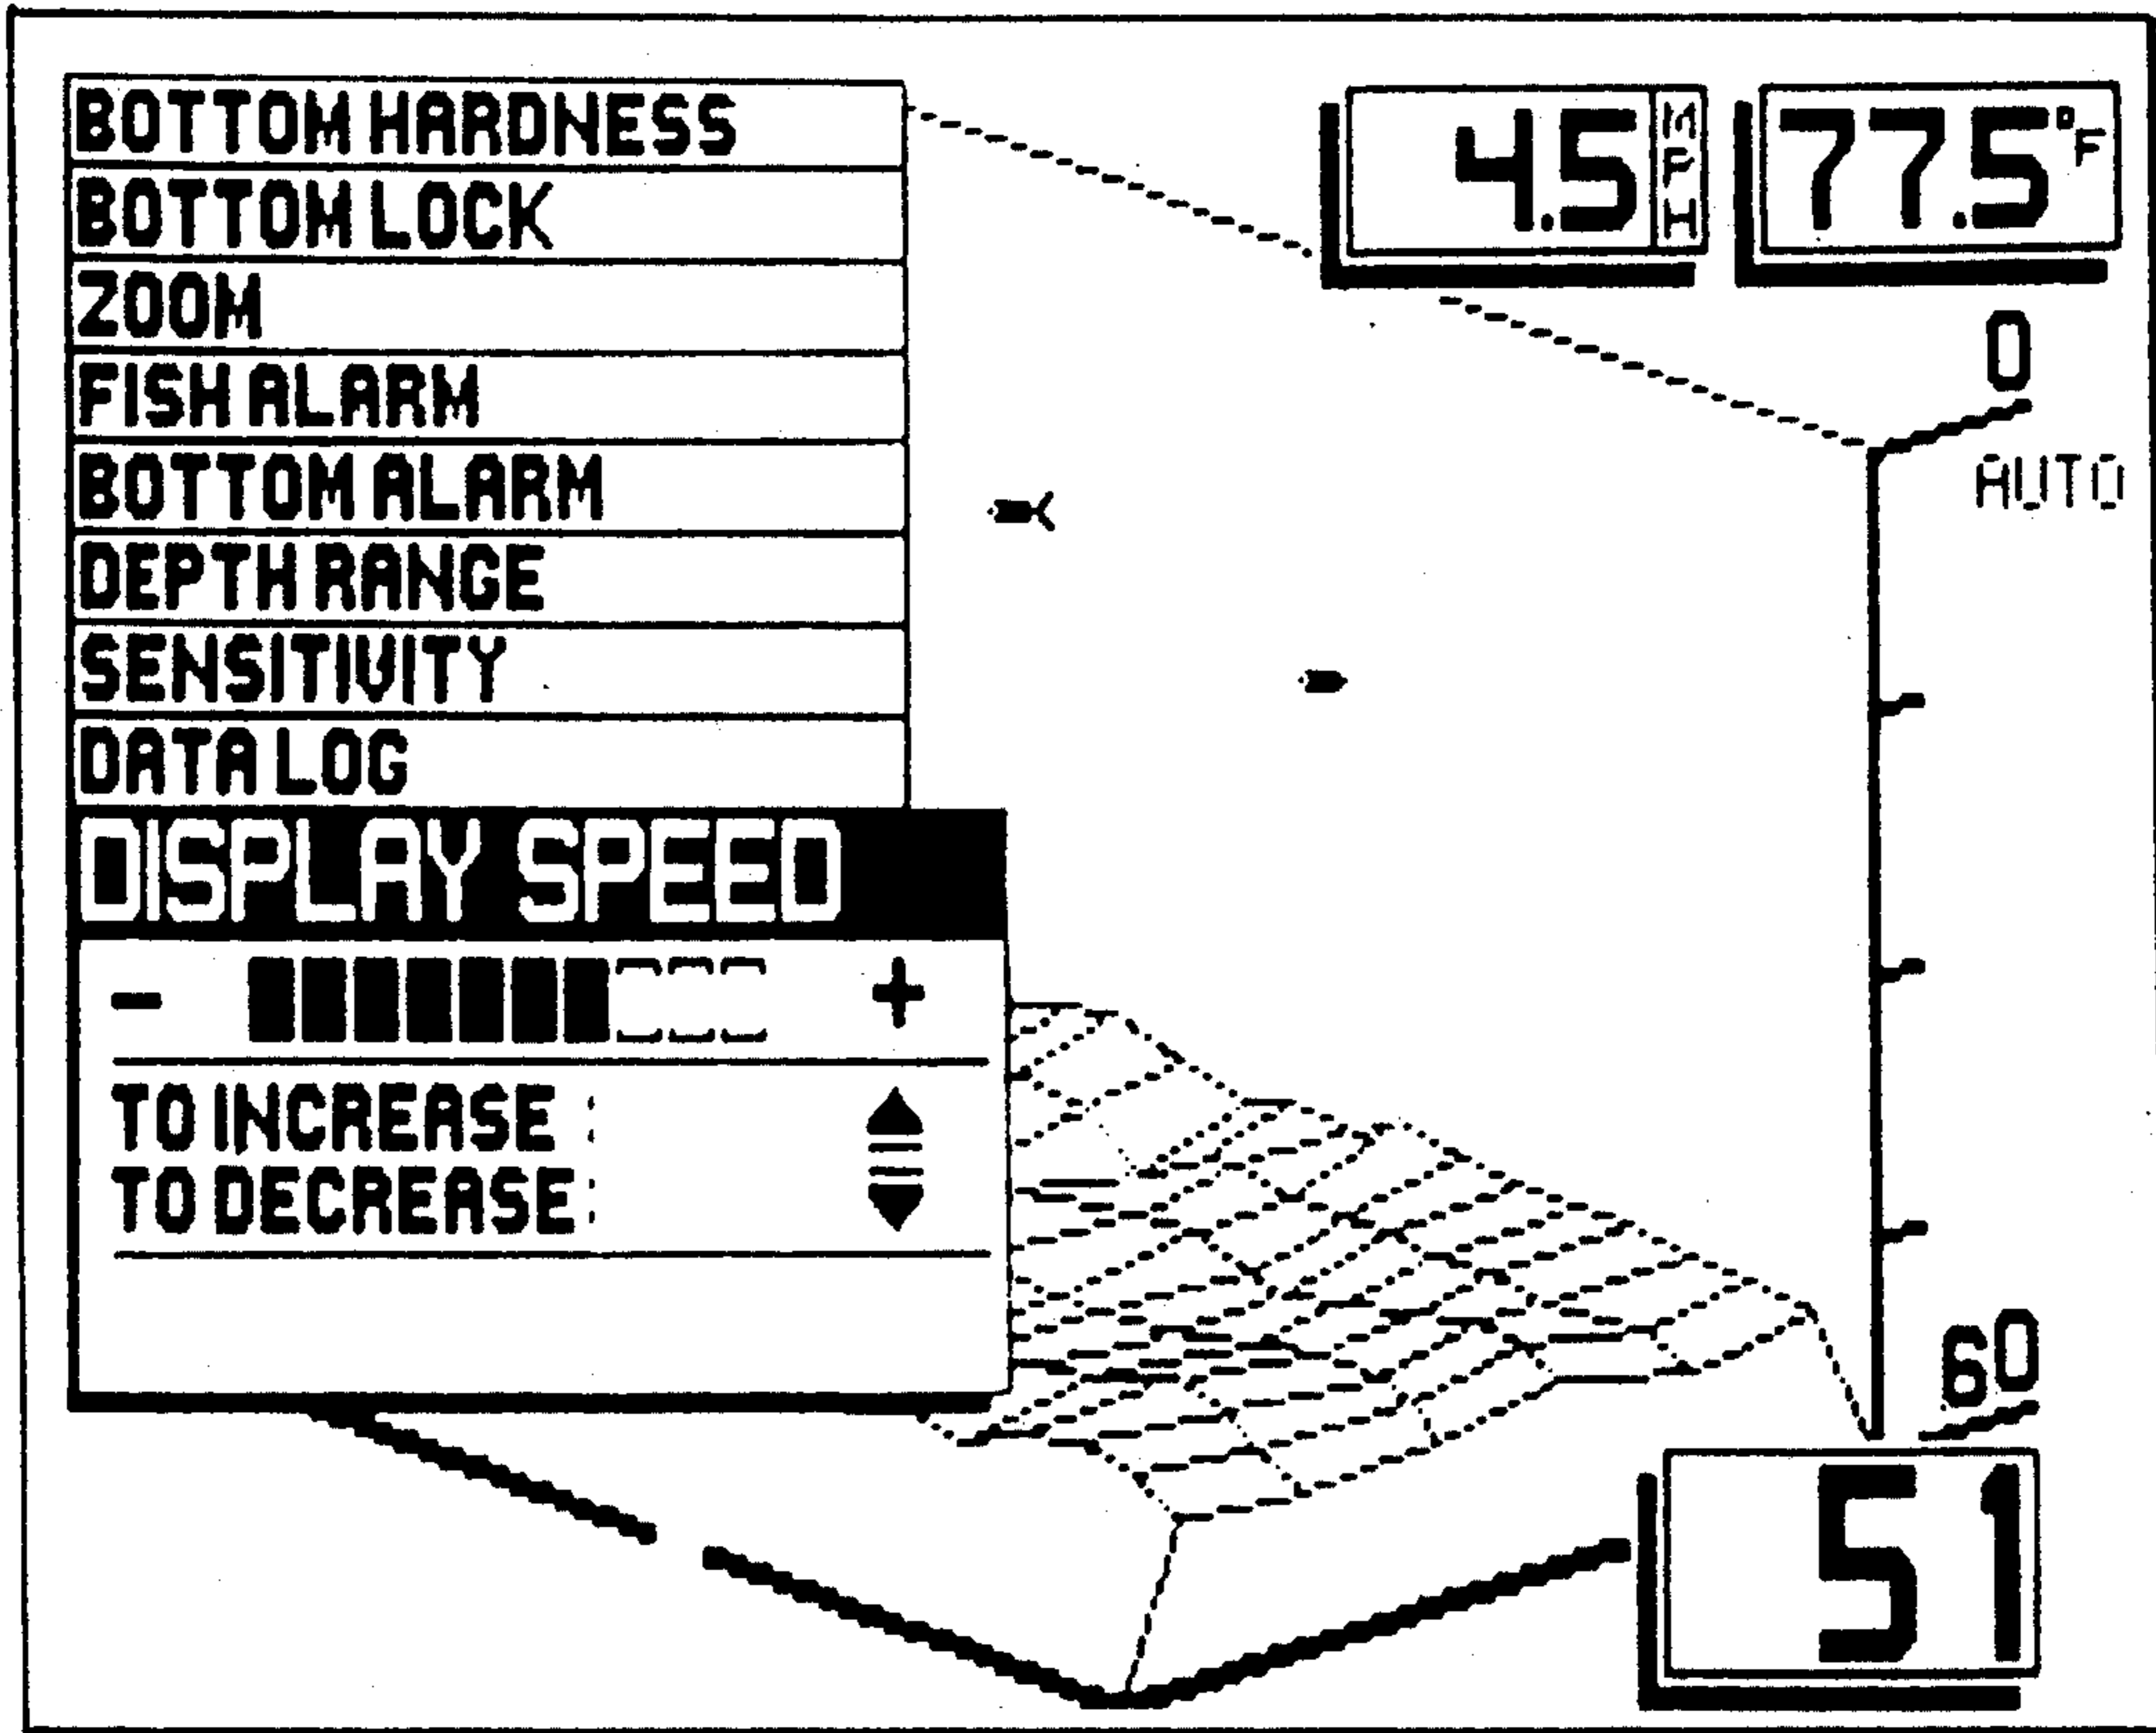 BOTTOM HARDNESS
BOTTOM LOCK
ZOOM
FISH ALARM
BOTTOM ALARM
DEPTH RANGE
SENSITIVITY
DATA LOG
DISPLAY SPEED
- +
TO INCREASE :
TO DECREASE:
4.5 MPH
77.5°F
0
AUTO
60
51